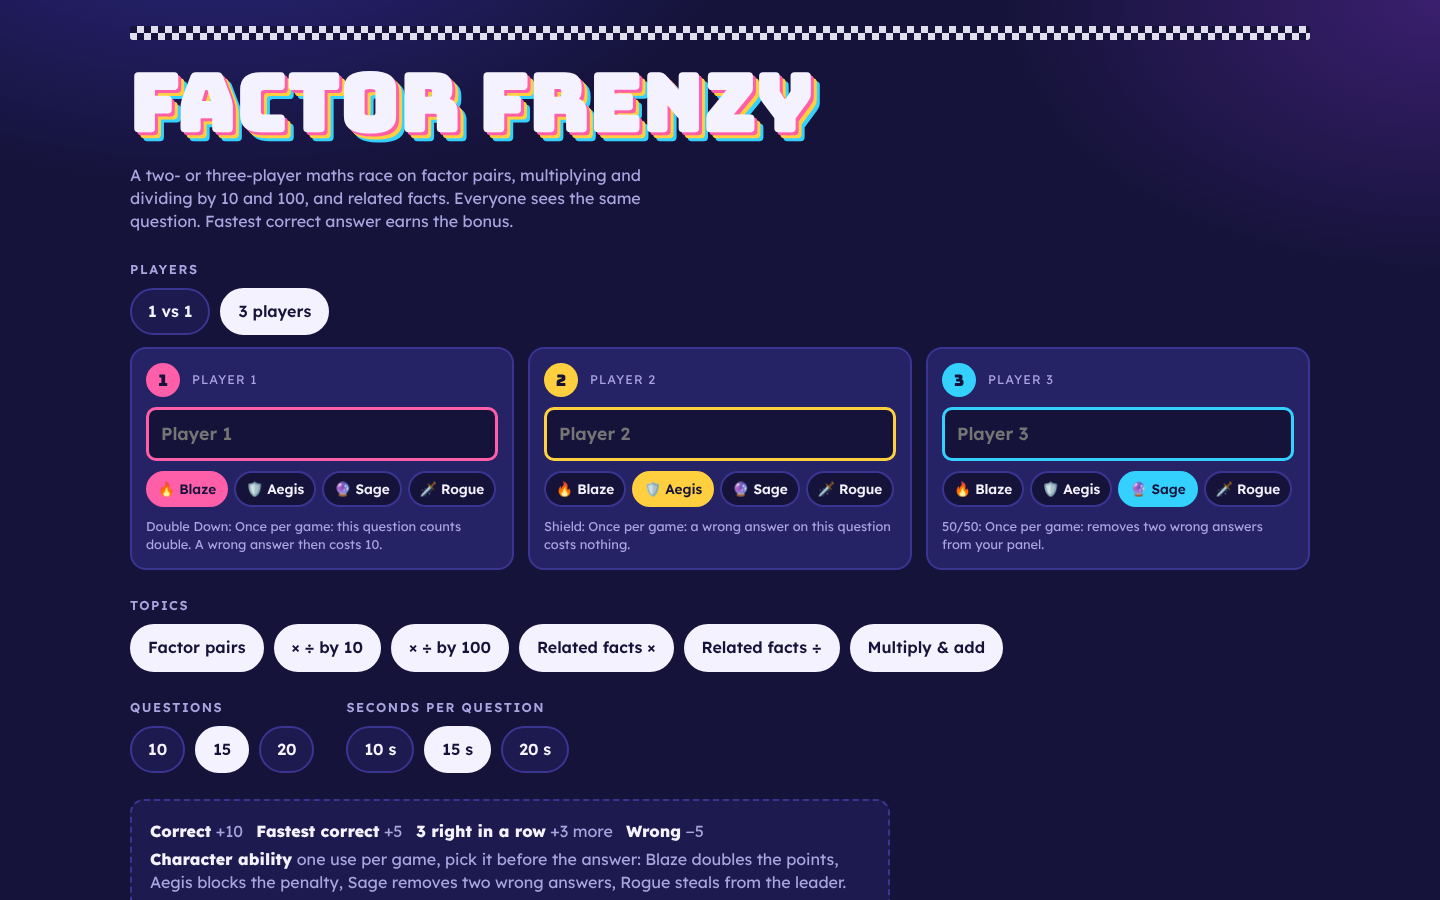 FACTOR FRENZY
A two- or three-player maths race on factor pairs, multiplying and
dividing by 10 and 100, and related facts. Everyone sees the same
question. Fastest correct answer earns the bonus.
PLAYERS
1 vs 1 3 players
1 PLAYER 1
Player 1
🔥 Blaze 🛡️ Aegis 🔮 Sage 🗡️ Rogue
Double Down: Once per game: this question counts
double. A wrong answer then costs 10.
2 PLAYER 2
Player 2
🔥 Blaze 🛡️ Aegis 🔮 Sage 🗡️ Rogue
Shield: Once per game: a wrong answer on this question
costs nothing.
3 PLAYER 3
Player 3
🔥 Blaze 🛡️ Aegis 🔮 Sage 🗡️ Rogue
50/50: Once per game: removes two wrong answers
from your panel.
TOPICS
Factor pairs × ÷ by 10 × ÷ by 100 Related facts × Related facts ÷ Multiply & add
QUESTIONS
10 15 20
SECONDS PER QUESTION
10 s 15 s 20 s
Correct +10 Fastest correct +5 3 right in a row +3 more Wrong −5
Character ability one use per game, pick it before the answer: Blaze doubles the points,
Aegis blocks the penalty, Sage removes two wrong answers, Rogue steals from the leader.